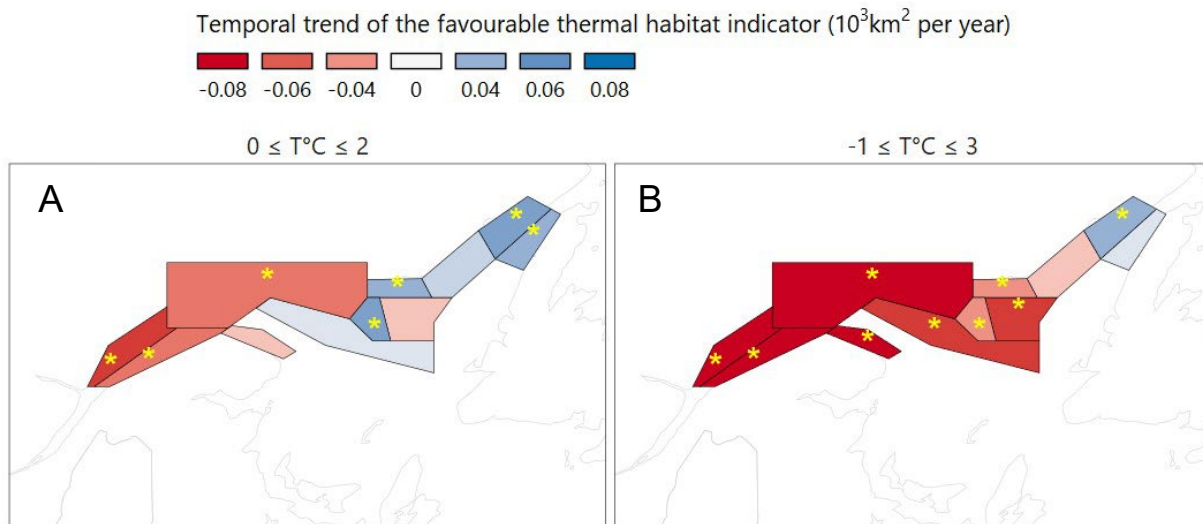 Temporal trend of the favourable thermal habitat indicator (10³km² per year)
-0.08 -0.06 -0.04 0 0.04 0.06 0.08
0 ≤ T°C ≤ 2
-1 ≤ T°C ≤ 3
A
B